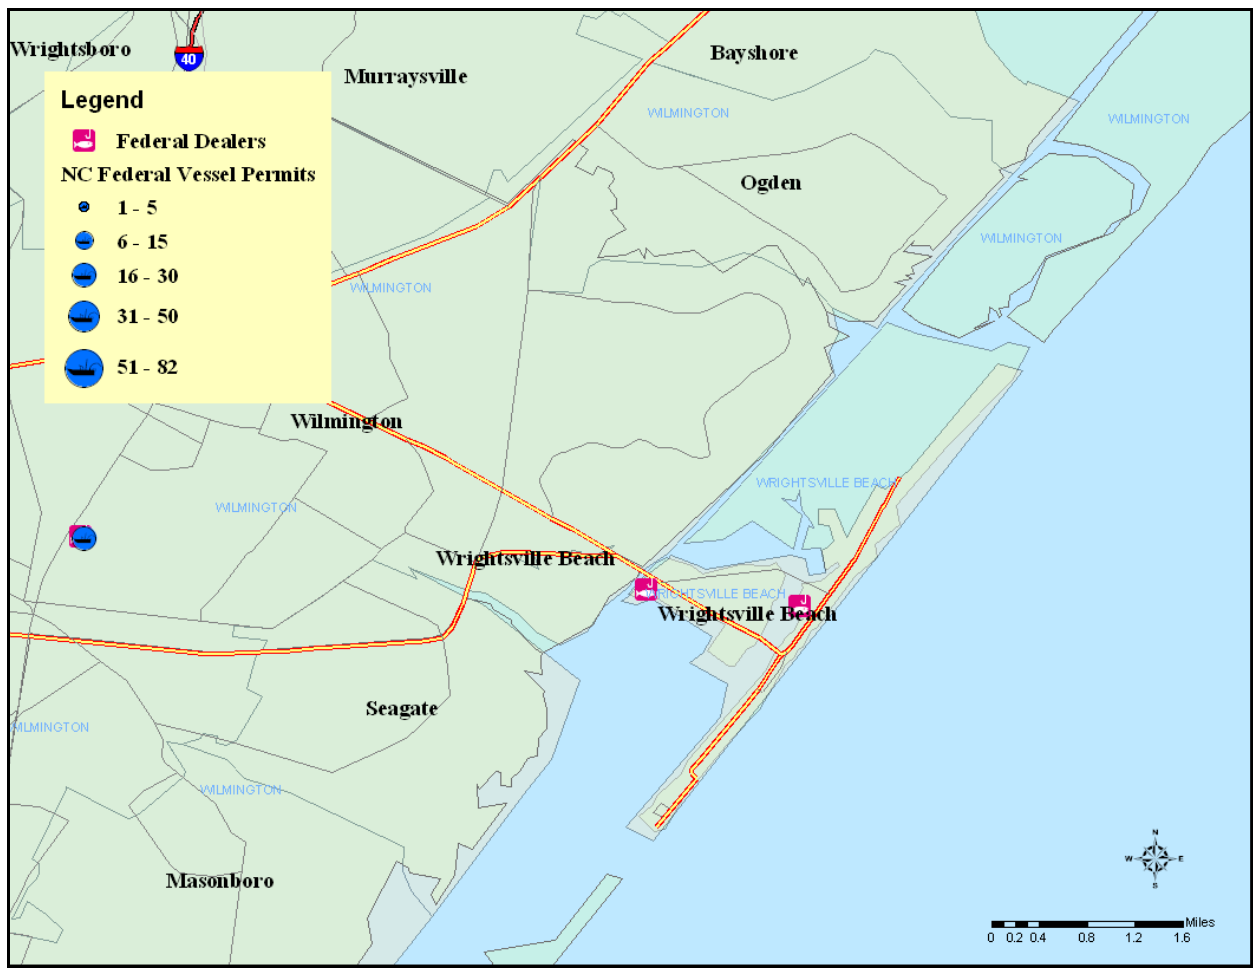 Wrightsboro
40
Bayshore
Murraysville
Legend
Federal Dealers
NC Federal Vessel Permits
1 - 5
6 - 15
16 - 30
31 - 50
51 - 82
WILMINGTON
WILMINGTON
Ogden
WILMINGTON
WILMINGTON
Wilmington
WRIGHTSVILLE BEACH
WILMINGTON
Wrightsville Beach
WRIGHTSVILLE BEACH
Wrightsville Beach
Seagate
WILMINGTON
WILMINGTON
Masonboro
N
W E
S
Miles
0 0.2 0.4 0.8 1.2 1.6